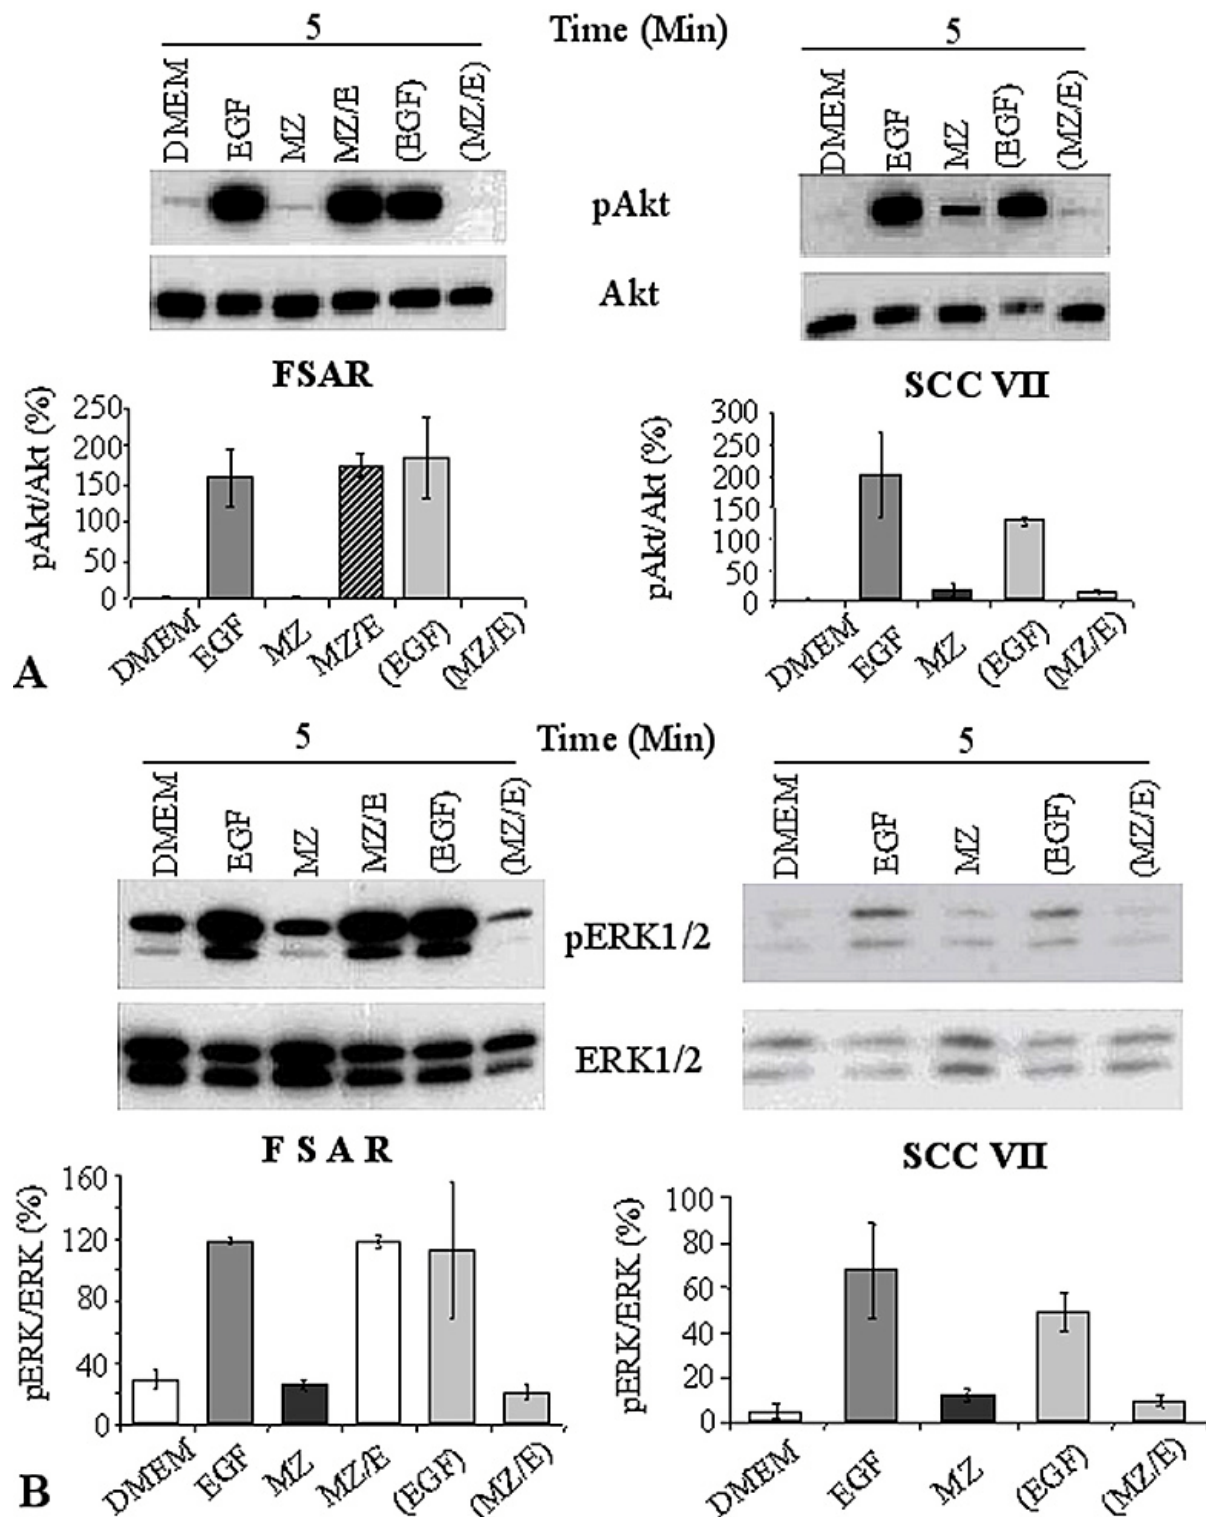 5 Time (Min) 5
DMEM EGF MZ MZ/E (EGF) (MZ/E) DMEM EGF MZ (EGF) (MZ/E)
pAkt
Akt
FSAR SCC VII
pAkt/Akt (%) 250 200 150 100 50 0
DMEM EGF MZ MZ/E (EGF) (MZ/E)
pAkt/Akt (%) 300 250 200 150 100 50 0
DMEM EGF MZ (EGF) (MZ/E)
A
5 Time (Min) 5
DMEM EGF MZ MZ/E (EGF) (MZ/E) DMEM EGF MZ (EGF) (MZ/E)
pERK1/2
ERK1/2
F S A R SCC VII
pERK/ERK (%) 160 120 80 40 0
DMEM EGF MZ MZ/E (EGF) (MZ/E)
pERK/ERK (%) 100 80 60 40 20 0
DMEM EGF MZ (EGF) (MZ/E)
B